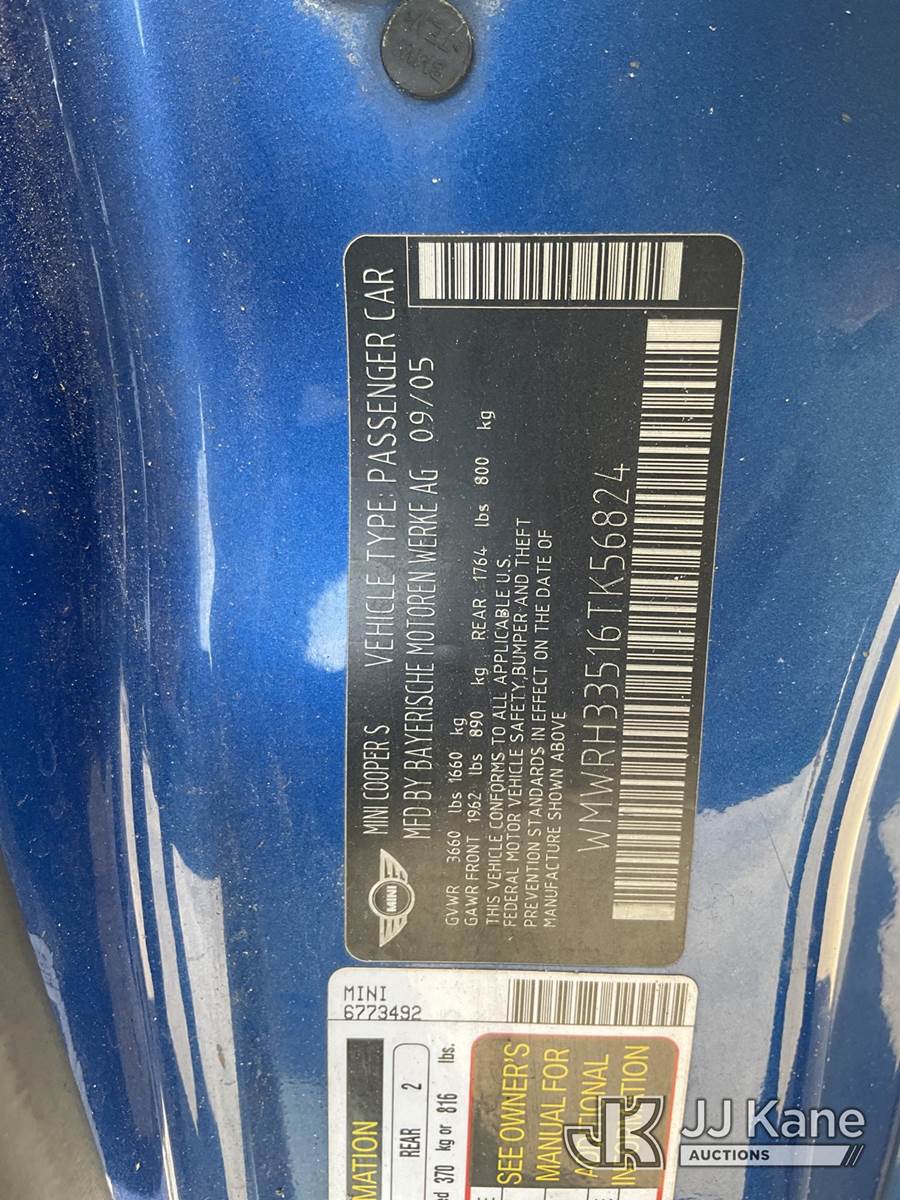 BMW
MINI COOPER S VEHICLE TYPE: PASSENGER CAR
MFD BY BAYERISCHE MOTOREN WERKE AG 09/05
GVWR 3660 lbs 1660 kg
GAWR FRONT 1962 lbs 890 kg REAR 1764 lbs 800 kg
THIS VEHICLE CONFORMS TO ALL APPLICABLE U.S.
FEDERAL MOTOR VEHICLE SAFETY, BUMPER AND THEFT
PREVENTION STANDARDS IN EFFECT ON THE DATE OF
MANUFACTURE SHOWN ABOVE
WMWRH33516TK56824
MINI
MINI
6773492
REAR 2
370 kg or 816 lbs.
SEE OWNER'S
MANUAL FOR
JJ Kane
AUCTIONS